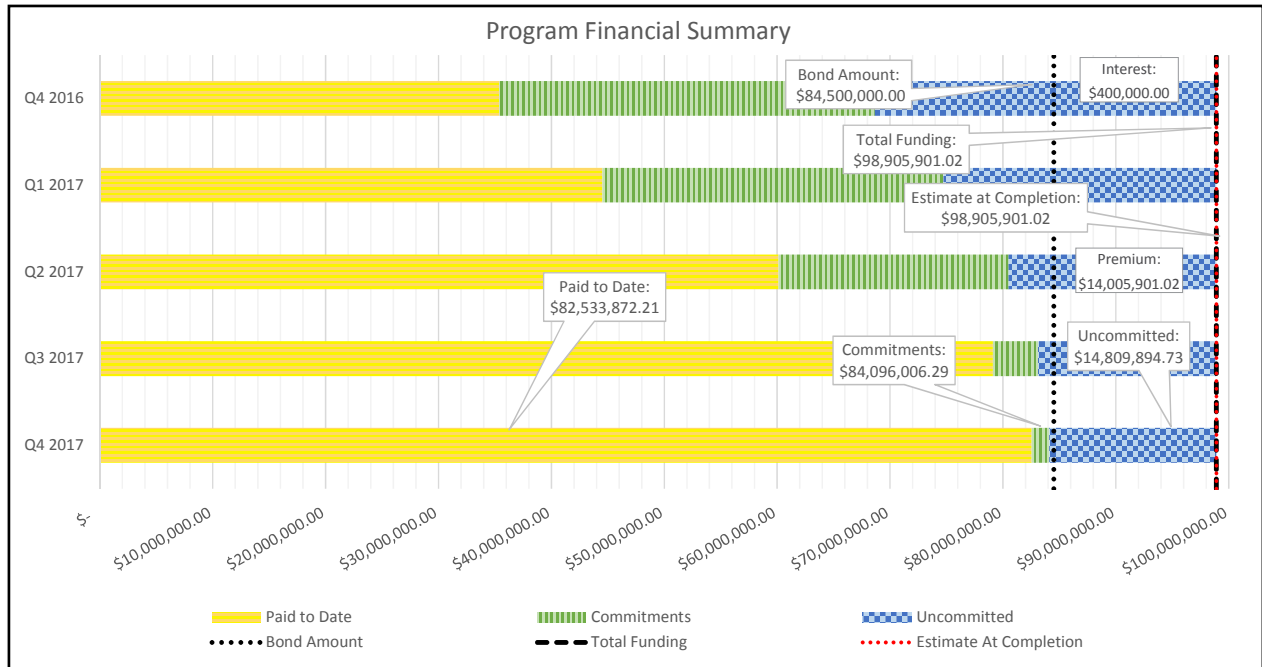 Program Financial Summary
Q4 2016
Bond Amount:
$84,500,000.00
Interest:
$400,000.00
Total Funding:
$98,905,901.02
Q1 2017
Estimate at Completion:
$98,905,901.02
Q2 2017
Premium:
$14,005,901.02
Paid to Date:
$82,533,872.21
Q3 2017
Commitments:
$84,096,006.29
Uncommitted:
$14,809,894.73
Q4 2017
$-
$10,000,000.00
$20,000,000.00
$30,000,000.00
$40,000,000.00
$50,000,000.00
$60,000,000.00
$70,000,000.00
$80,000,000.00
$90,000,000.00
$100,000,000.00
Paid to Date
Commitments
Uncommitted
Bond Amount
Total Funding
Estimate At Completion